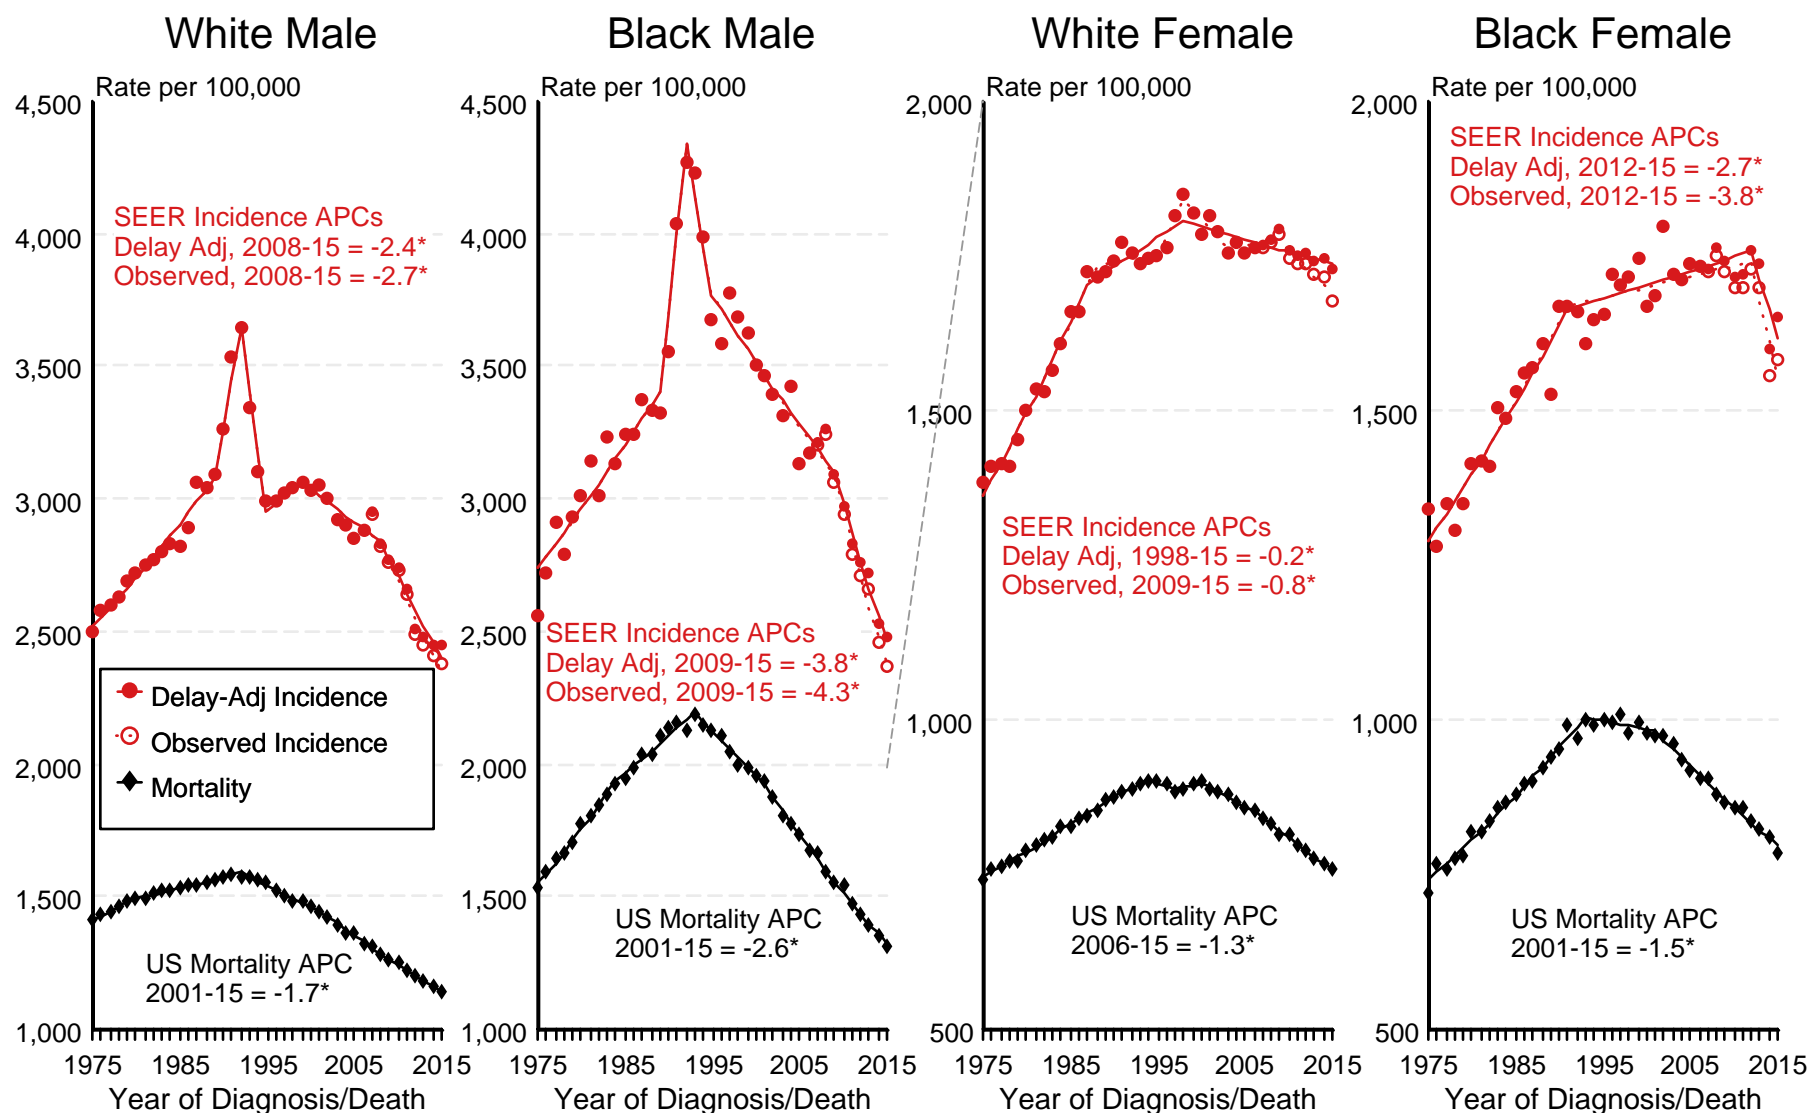 White Male
Black Male
White Female
Black Female
Rate per 100,000
Rate per 100,000
Rate per 100,000
Rate per 100,000
4,500
4,000
3,500
3,000
2,500
2,000
1,500
1,000
SEER Incidence APCs
Delay Adj, 2008-15 = -2.4*
Observed, 2008-15 = -2.7*
Delay-Adj Incidence
Observed Incidence
Mortality
US Mortality APC
2001-15 = -1.7*
1975
1985
1995
2005
2015
Year of Diagnosis/Death
4,500
4,000
3,500
3,000
2,500
2,000
1,500
1,000
SEER Incidence APCs
Delay Adj, 2009-15 = -3.8*
Observed, 2009-15 = -4.3*
US Mortality APC
2001-15 = -2.6*
1975
1985
1995
2005
2015
Year of Diagnosis/Death
2,000
1,500
1,000
500
SEER Incidence APCs
Delay Adj, 1998-15 = -0.2*
Observed, 2009-15 = -0.8*
US Mortality APC
2006-15 = -1.3*
1975
1985
1995
2005
2015
Year of Diagnosis/Death
2,000
1,500
1,000
500
SEER Incidence APCs
Delay Adj, 2012-15 = -2.7*
Observed, 2012-15 = -3.8*
US Mortality APC
2001-15 = -1.5*
1975
1985
1995
2005
2015
Year of Diagnosis/Death